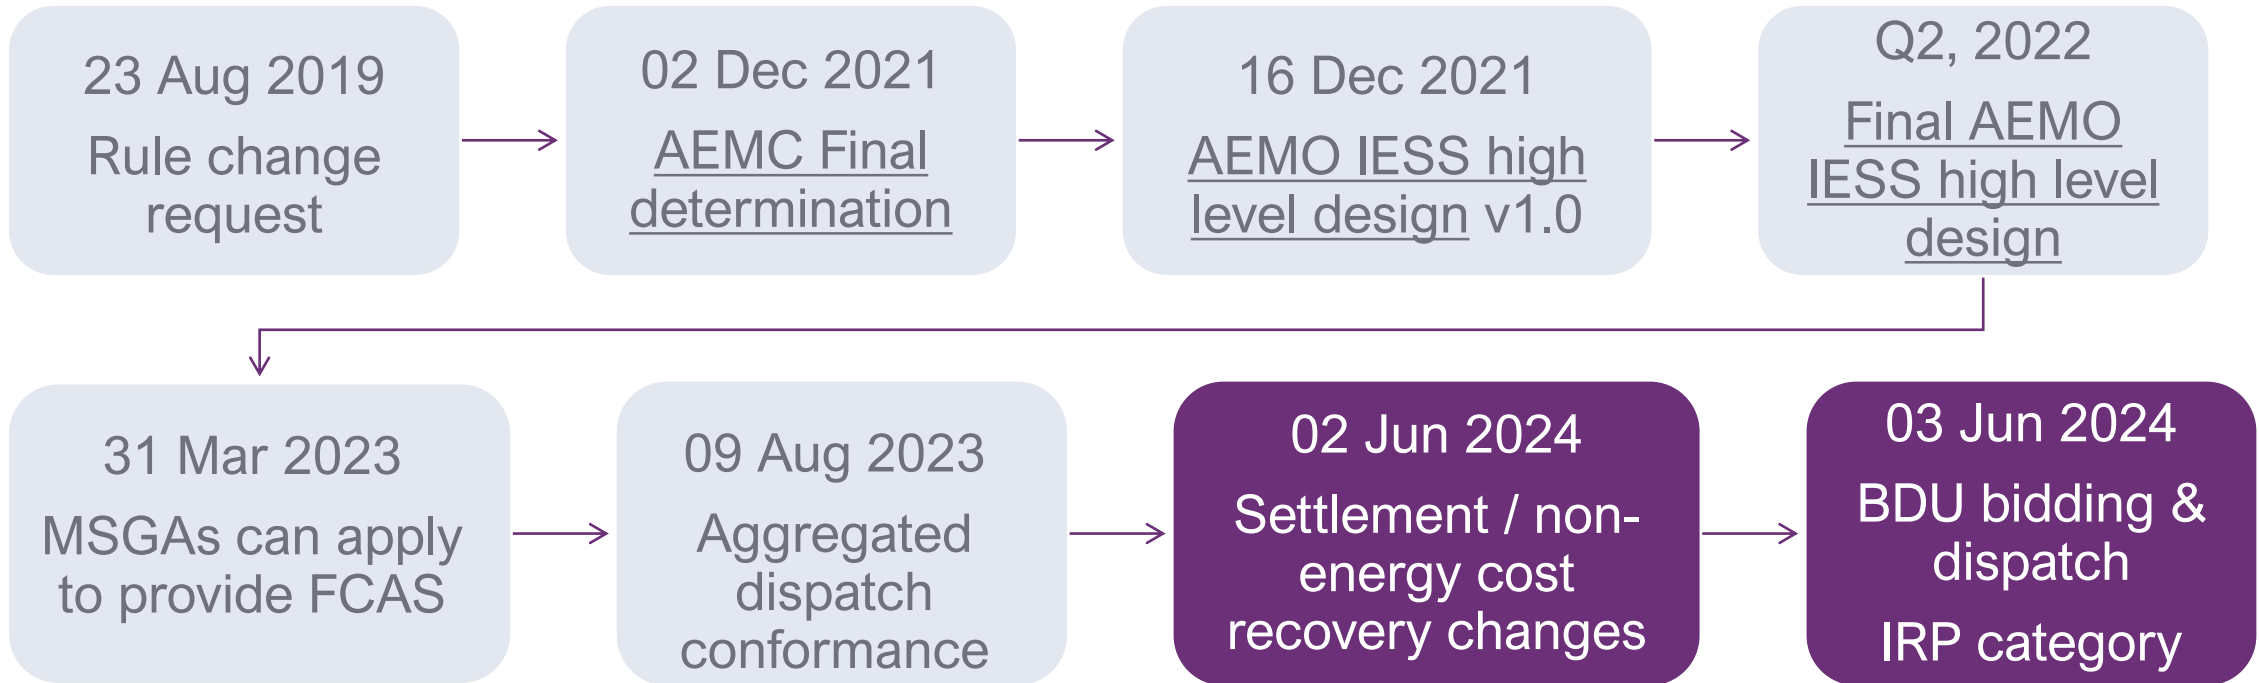 23 Aug 2019
Rule change
request
02 Dec 2021
AEMC Final
determination
16 Dec 2021
AEMO IESS high
level design v1.0
Q2, 2022
Final AEMO
IESS high level
design
31 Mar 2023
MSGAs can apply
to provide FCAS
09 Aug 2023
Aggregated
dispatch
conformance
02 Jun 2024
Settlement / non-
energy cost
recovery changes
03 Jun 2024
BDU bidding &
dispatch
IRP category